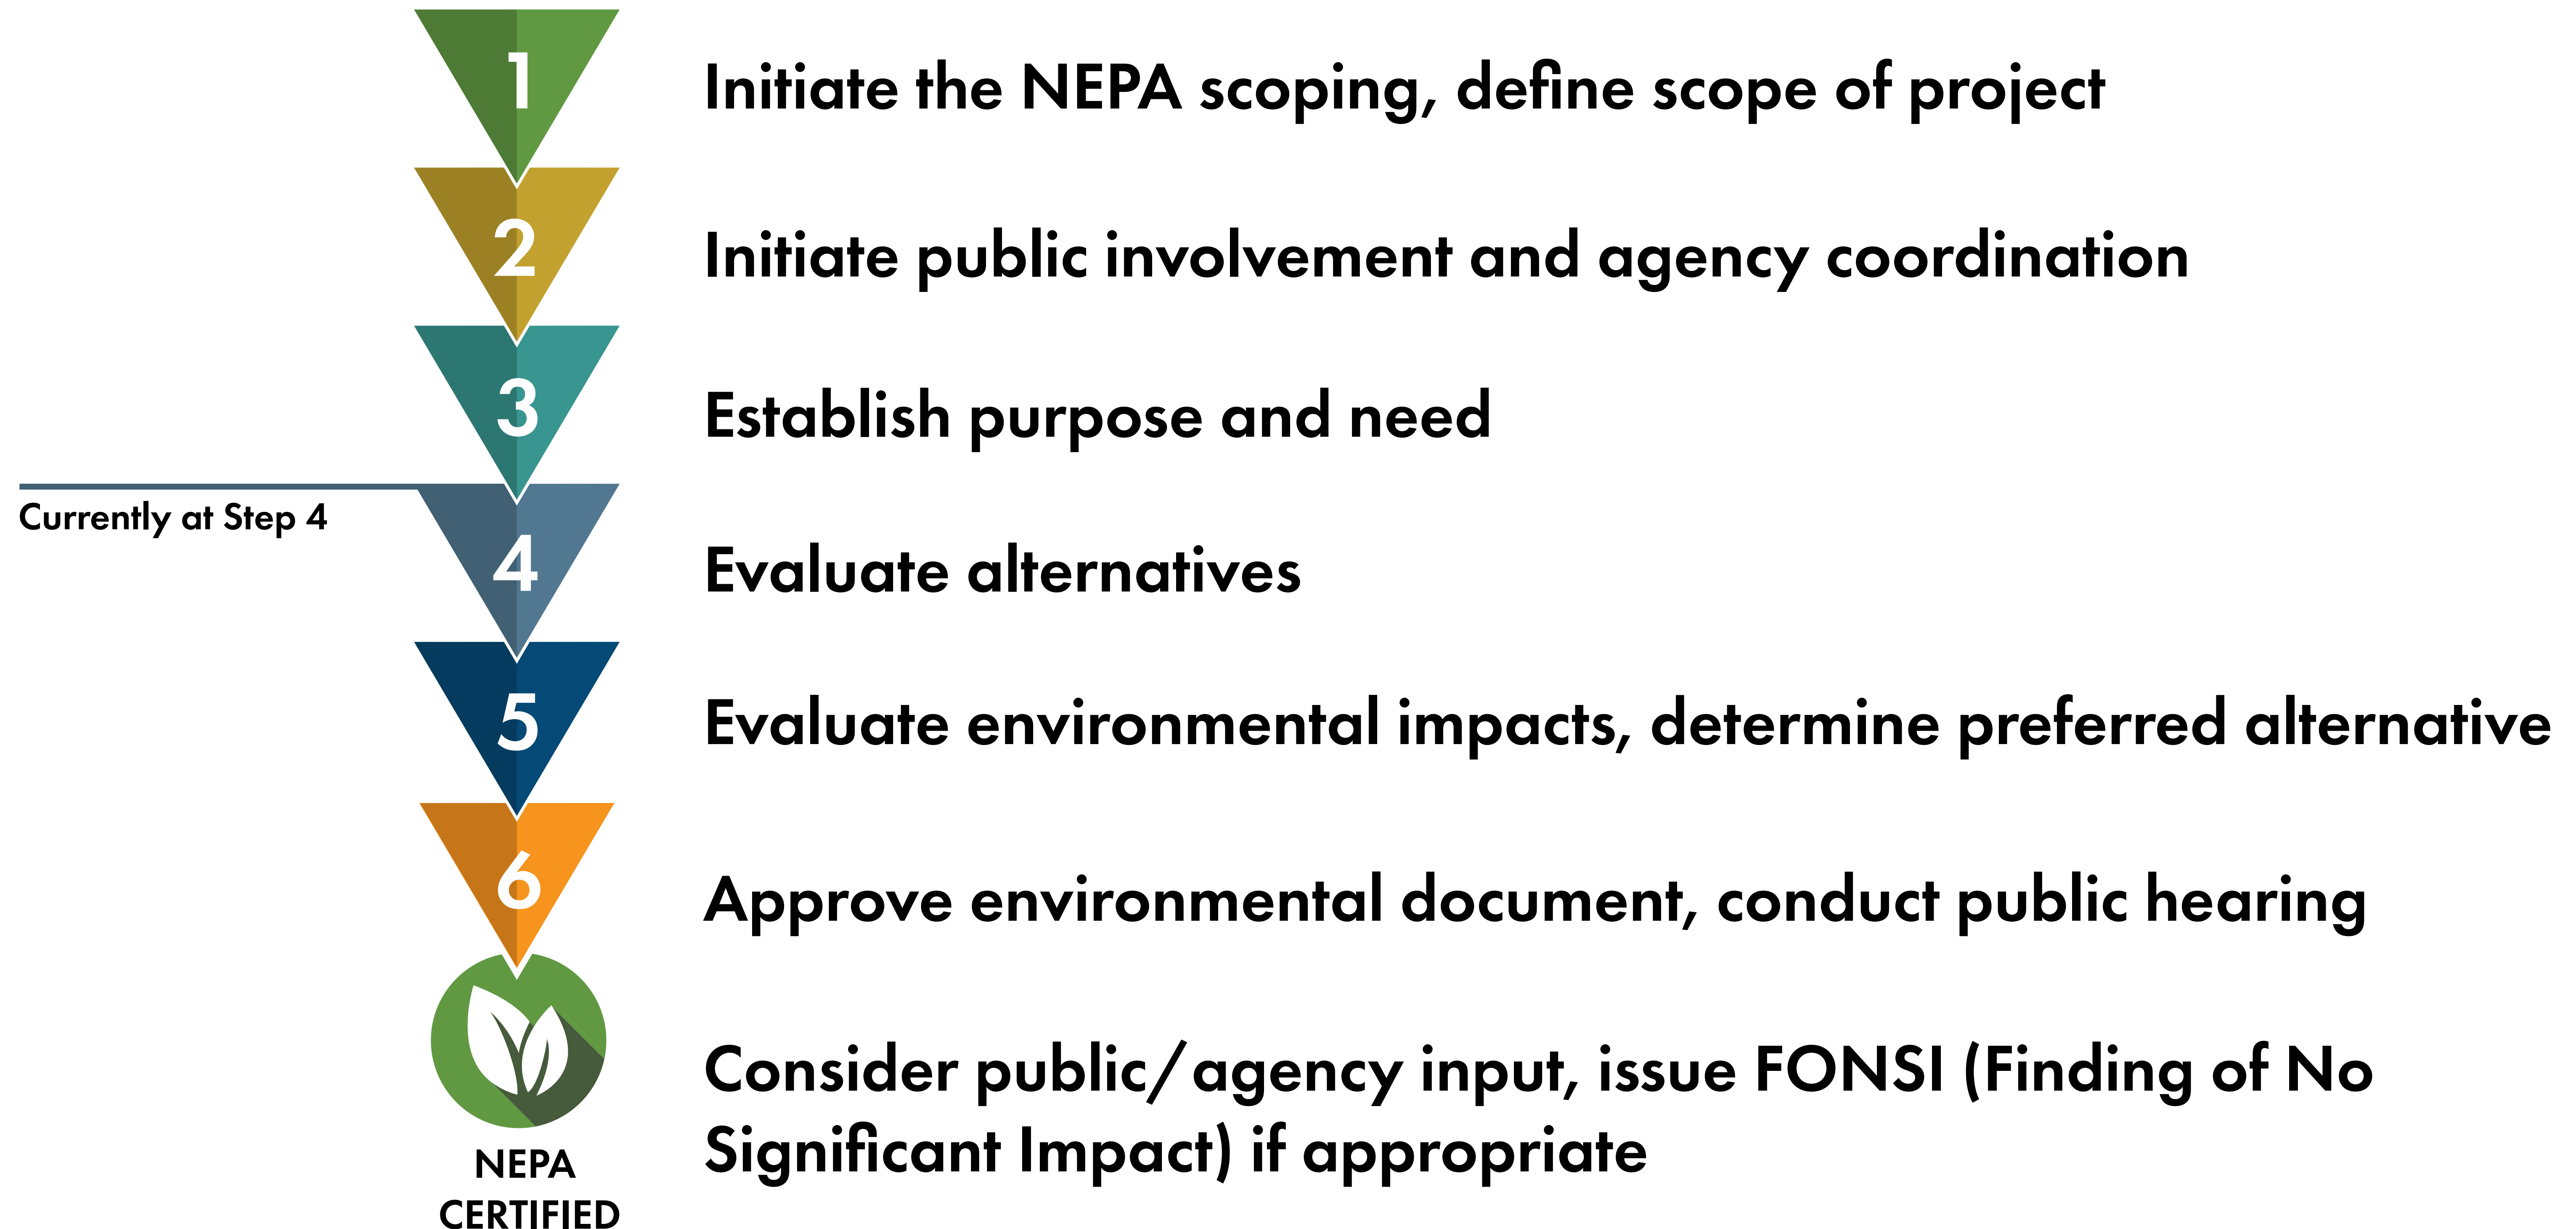 1
Initiate the NEPA scoping, define scope of project
2
Initiate public involvement and agency coordination
3
Establish purpose and need
Currently at Step 4
4
Evaluate alternatives
5
Evaluate environmental impacts, determine preferred alternative
6
Approve environmental document, conduct public hearing
Consider public/agency input, issue FONSI (Finding of No
Significant Impact) if appropriate
NEPA
CERTIFIED